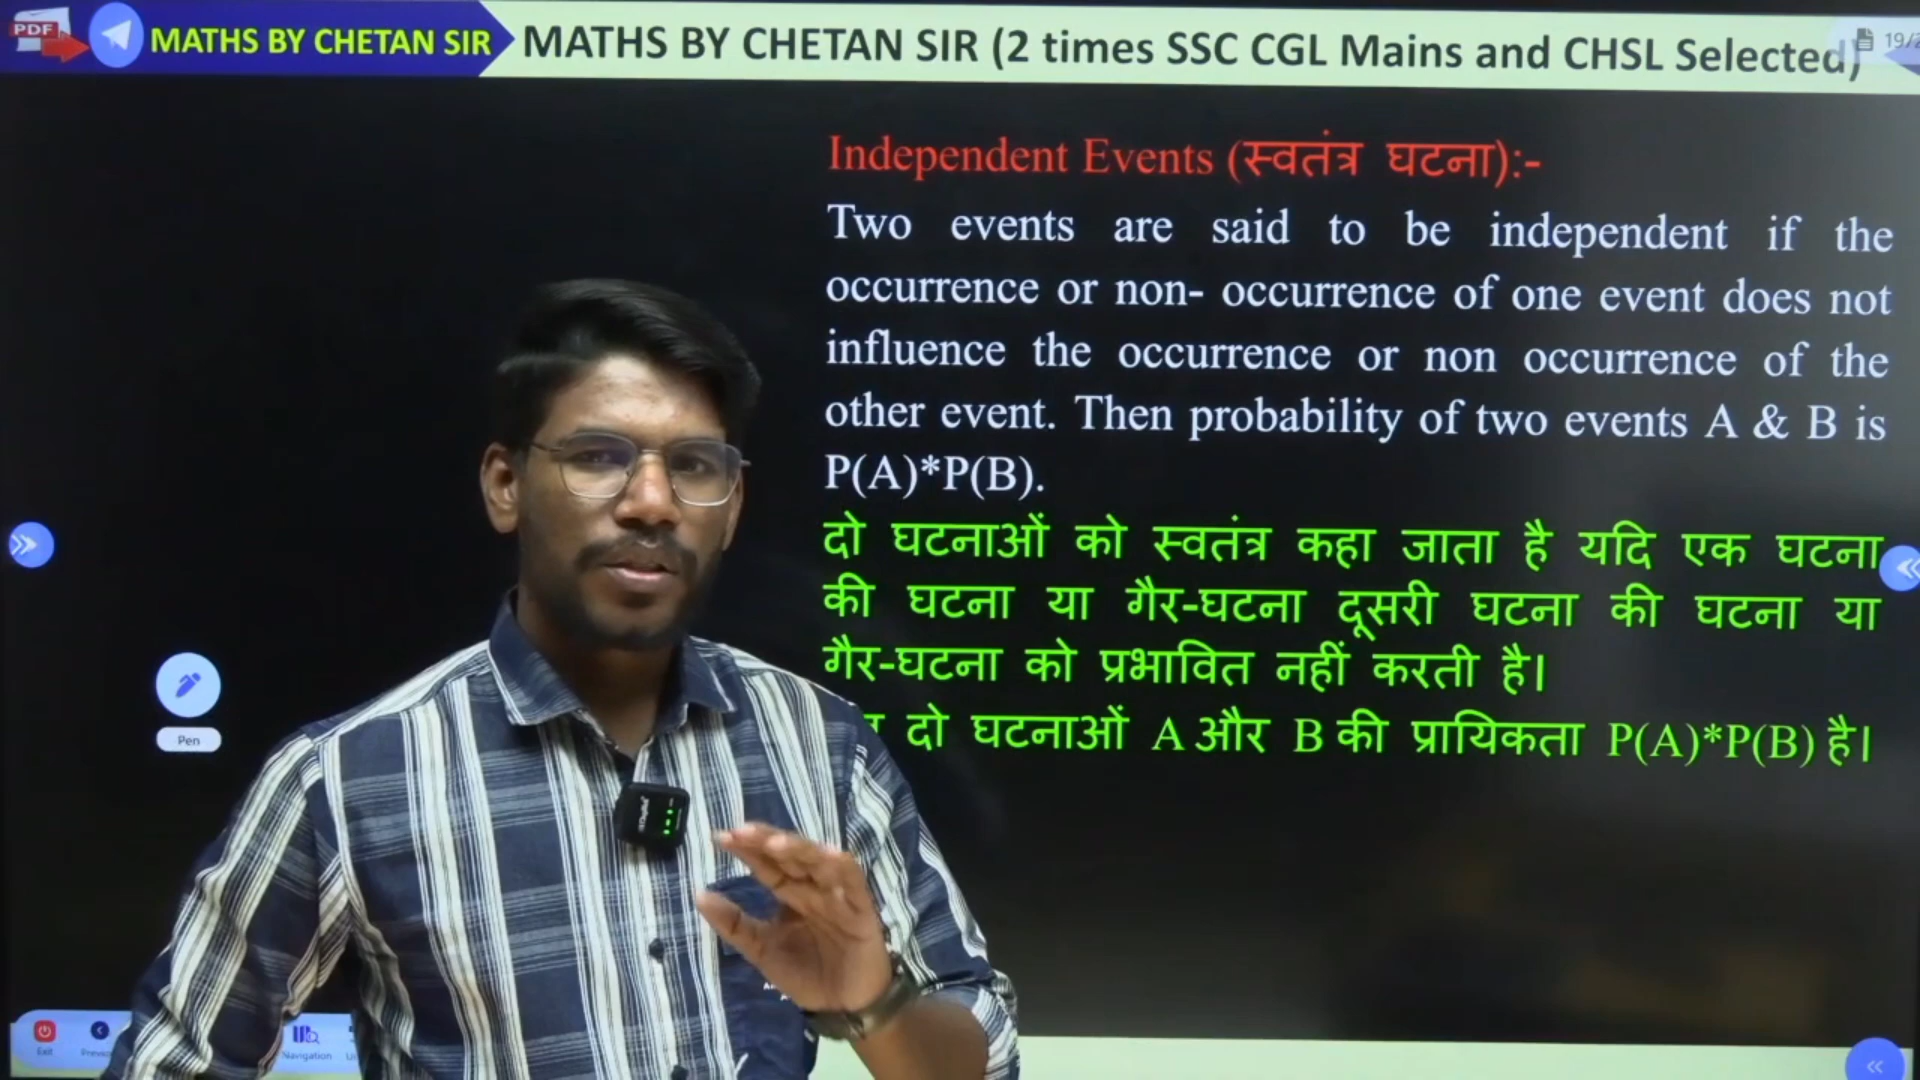 PDF
MATHS BY CHETAN SIR
MATHS BY CHETAN SIR (2 times SSC CGL Mains and CHSL Selected)
Independent Events (स्वतंत्र घटना):-
Two events are said to be independent if the
occurrence or non- occurrence of one event does not
influence the occurrence or non occurrence of the
other event. Then probability of two events A & B is
P(A)*P(B).
दो घटनाओं को स्वतंत्र कहा जाता है यदि एक घटना
की घटना या गैर-घटना दूसरी घटना की घटना या
गैर-घटना को प्रभावित नहीं करती है।
दो घटनाओं A और B की प्रायिकता P(A)*P(B) है।
Pen
Exit
Navigation